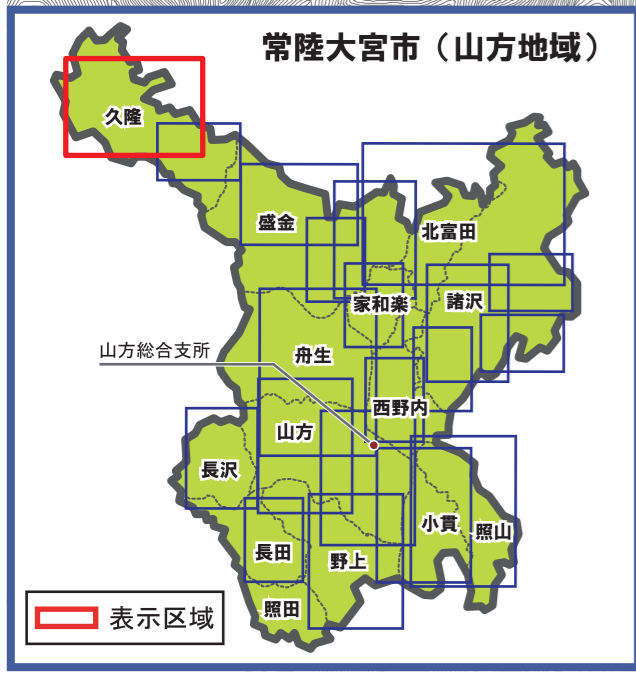 常陸大宮市（山方地域）
久隆
盛金
北富田
家和楽
諸沢
山方総合支所
舟生
西野内
山方
長沢
小貫
照山
長田
野上
照田
表示区域